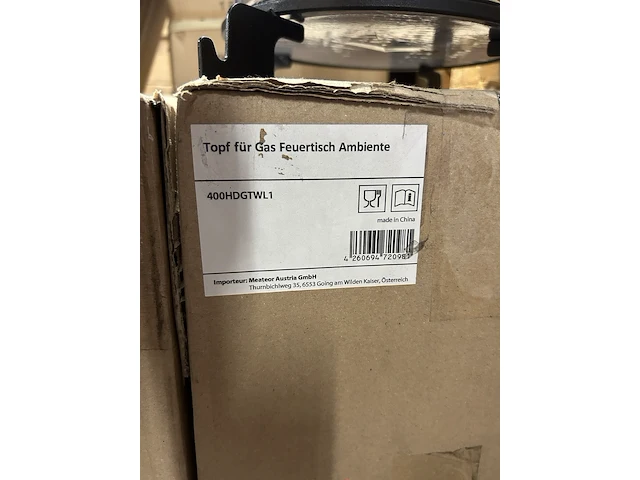 Topf für Gas Feuertisch Ambiente
400HDGTWL1
made in China
4 260694 72098
Importeur: Meateor Austria GmbH
Thurnbichlweg 35, 6353 Going am Wilden Kaiser, Österreich